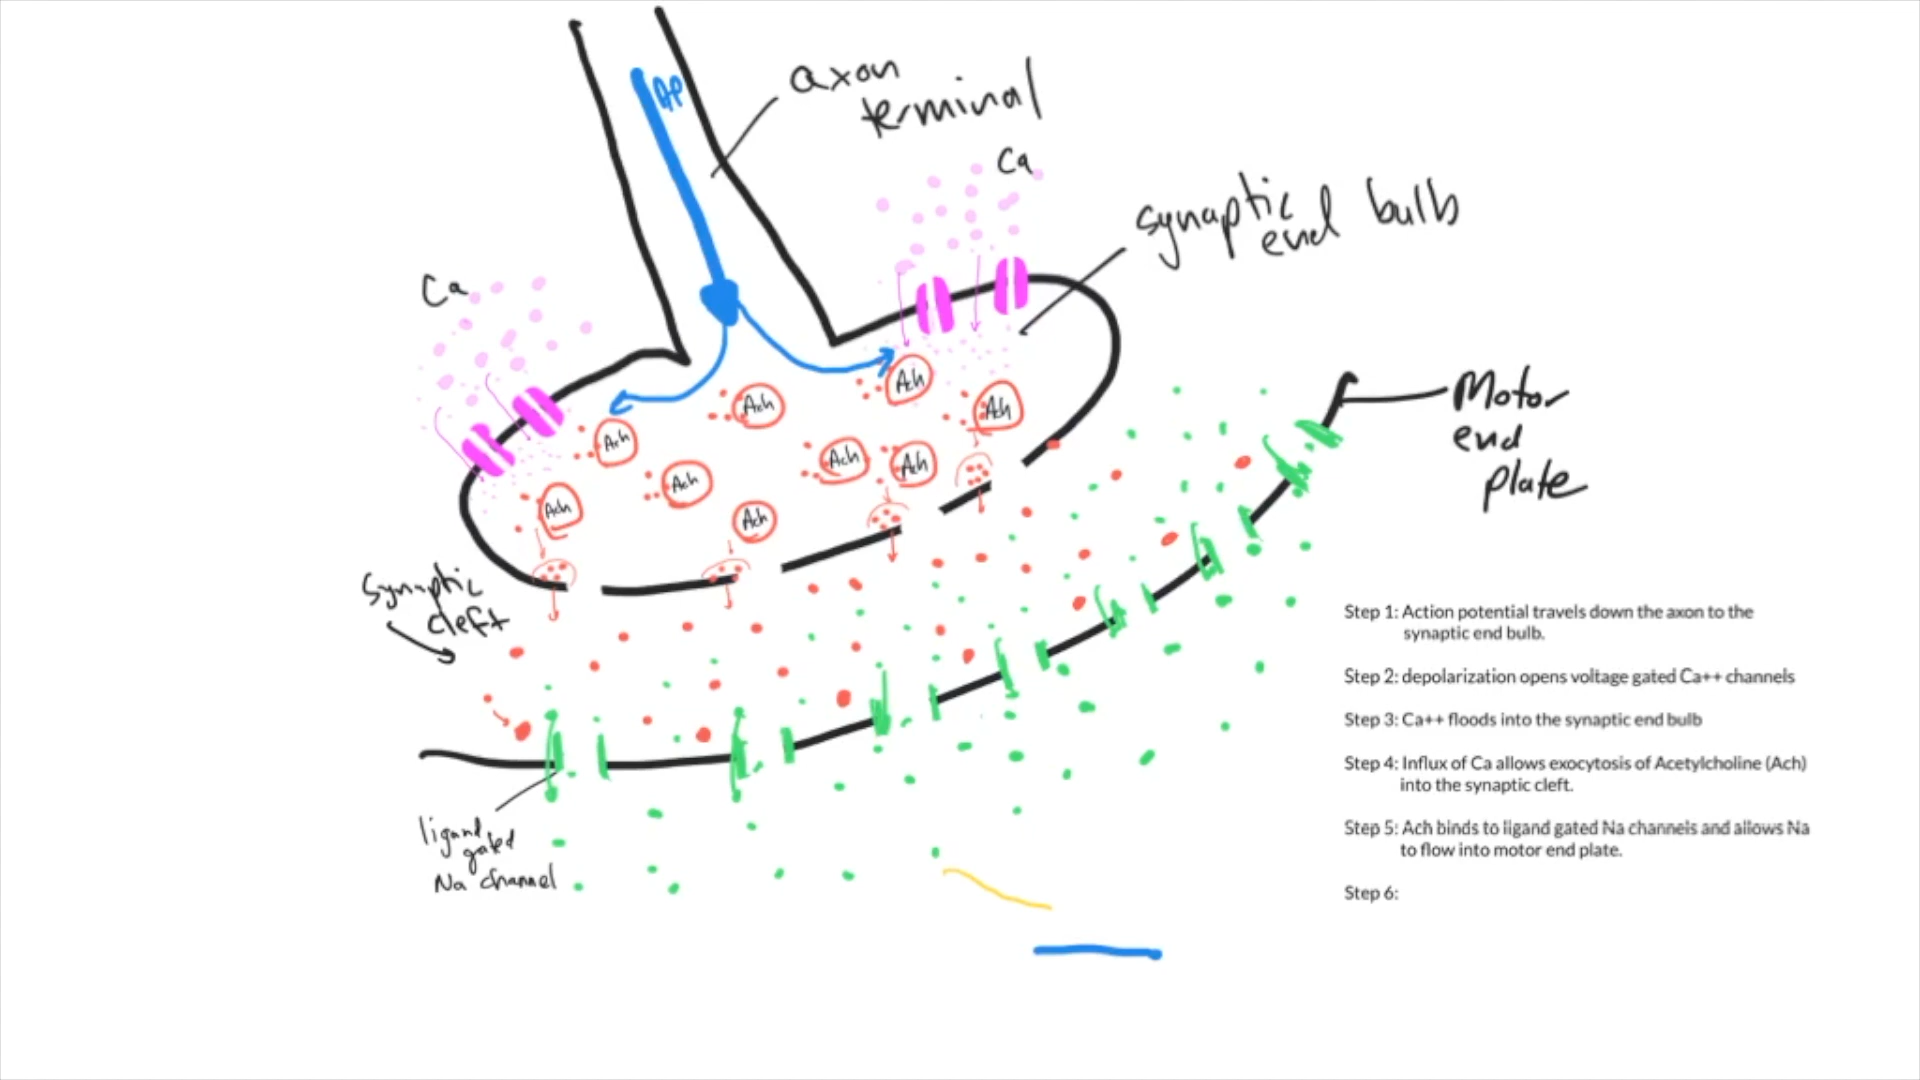 AP
axon
terminal
Ca
synaptic
end bulb
Ca
Ach
Ach
Ach
Ach
Ach
Ach
Ach
Ach
Ach
Motor
end
plate
Synaptic
cleft
ligand
gated
Na channel
Step 1: Action potential travels down the axon to the
synaptic end bulb.
Step 2: depolarization opens voltage gated Ca++ channels
Step 3: Ca++ floods into the synaptic end bulb
Step 4: Influx of Ca allows exocytosis of Acetylcholine (Ach)
into the synaptic cleft.
Step 5: Ach binds to ligand gated Na channels and allows Na
to flow into motor end plate.
Step 6: